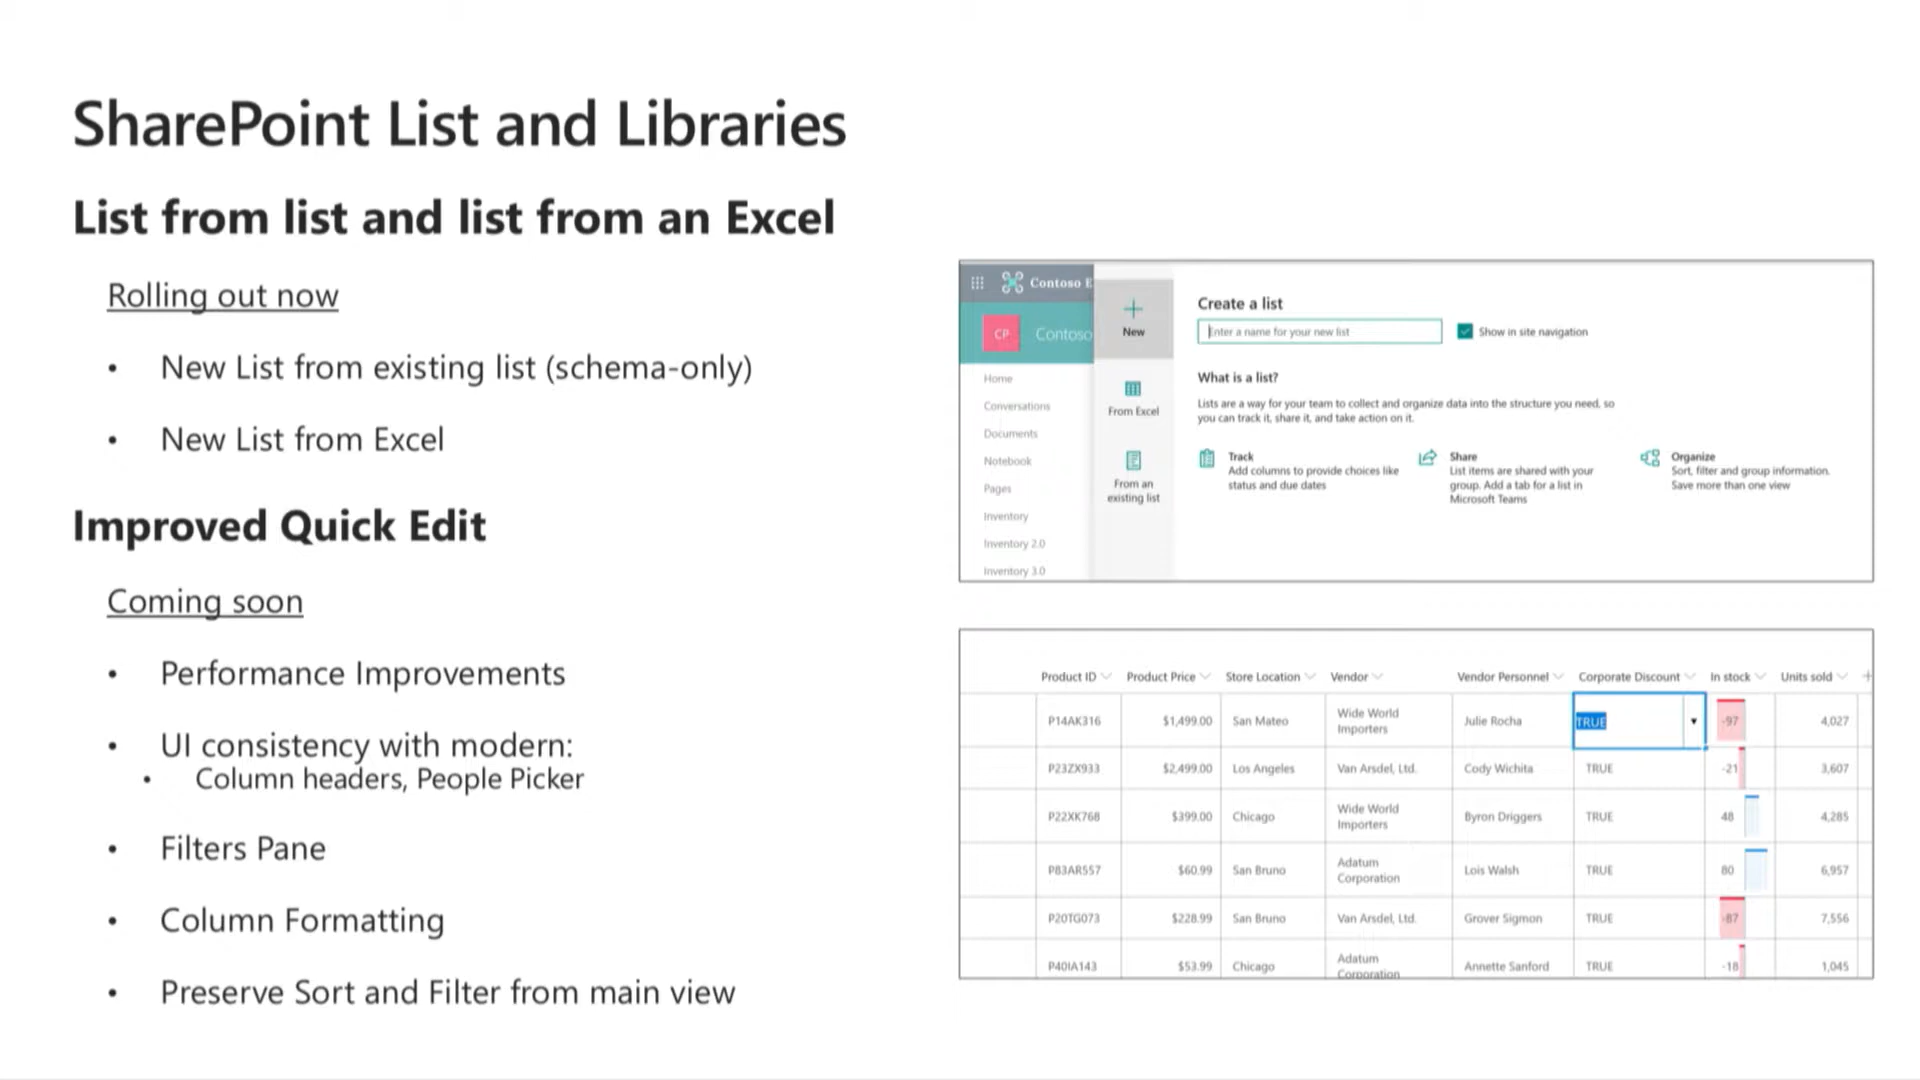 SharePoint List and Libraries
List from list and list from an Excel
Rolling out now
• New List from existing list (schema-only)
• New List from Excel
Improved Quick Edit
Coming soon
• Performance Improvements
• UI consistency with modern:
• Column headers, People Picker
• Filters Pane
• Column Formatting
• Preserve Sort and Filter from main view
Contoso E
CP Contoso
Home
Conversations
Documents
Notebook
Pages
Inventory
Inventory 2.0
Inventory 3.0
New
From Excel
From an
existing list
Create a list
Enter a name for your new list Show in site navigation
What is a list?
Lists are a way for your team to collect and organize data into the structure you need, so
you can track it, share it, and take action on it.
Track
Add columns to provide choices like
status and due dates
Share
List items are shared with your
group. Add a tab for a list in
Microsoft Teams
Organize
Sort, filter and group information.
Save more than one view
Product ID Product Price Store Location Vendor Vendor Personnel Corporate Discount In stock Units sold +
P14AK316 $1,499.00 San Mateo Wide World Importers Julie Rocha TRUE -97 4,027
P23ZX933 $2,499.00 Los Angeles Van Arsdel, Ltd. Cody Wichita TRUE -21 3,607
P22XK768 $399.00 Chicago Wide World Importers Byron Driggers TRUE 48 4,285
P83AR557 $60.99 San Bruno Adatum Corporation Lois Walsh TRUE 80 6,957
P20TG073 $228.99 San Bruno Van Arsdel, Ltd. Grover Sigmon TRUE -87 7,556
P40IA143 $53.99 Chicago Adatum Corporation Annette Sanford TRUE -18 1,045